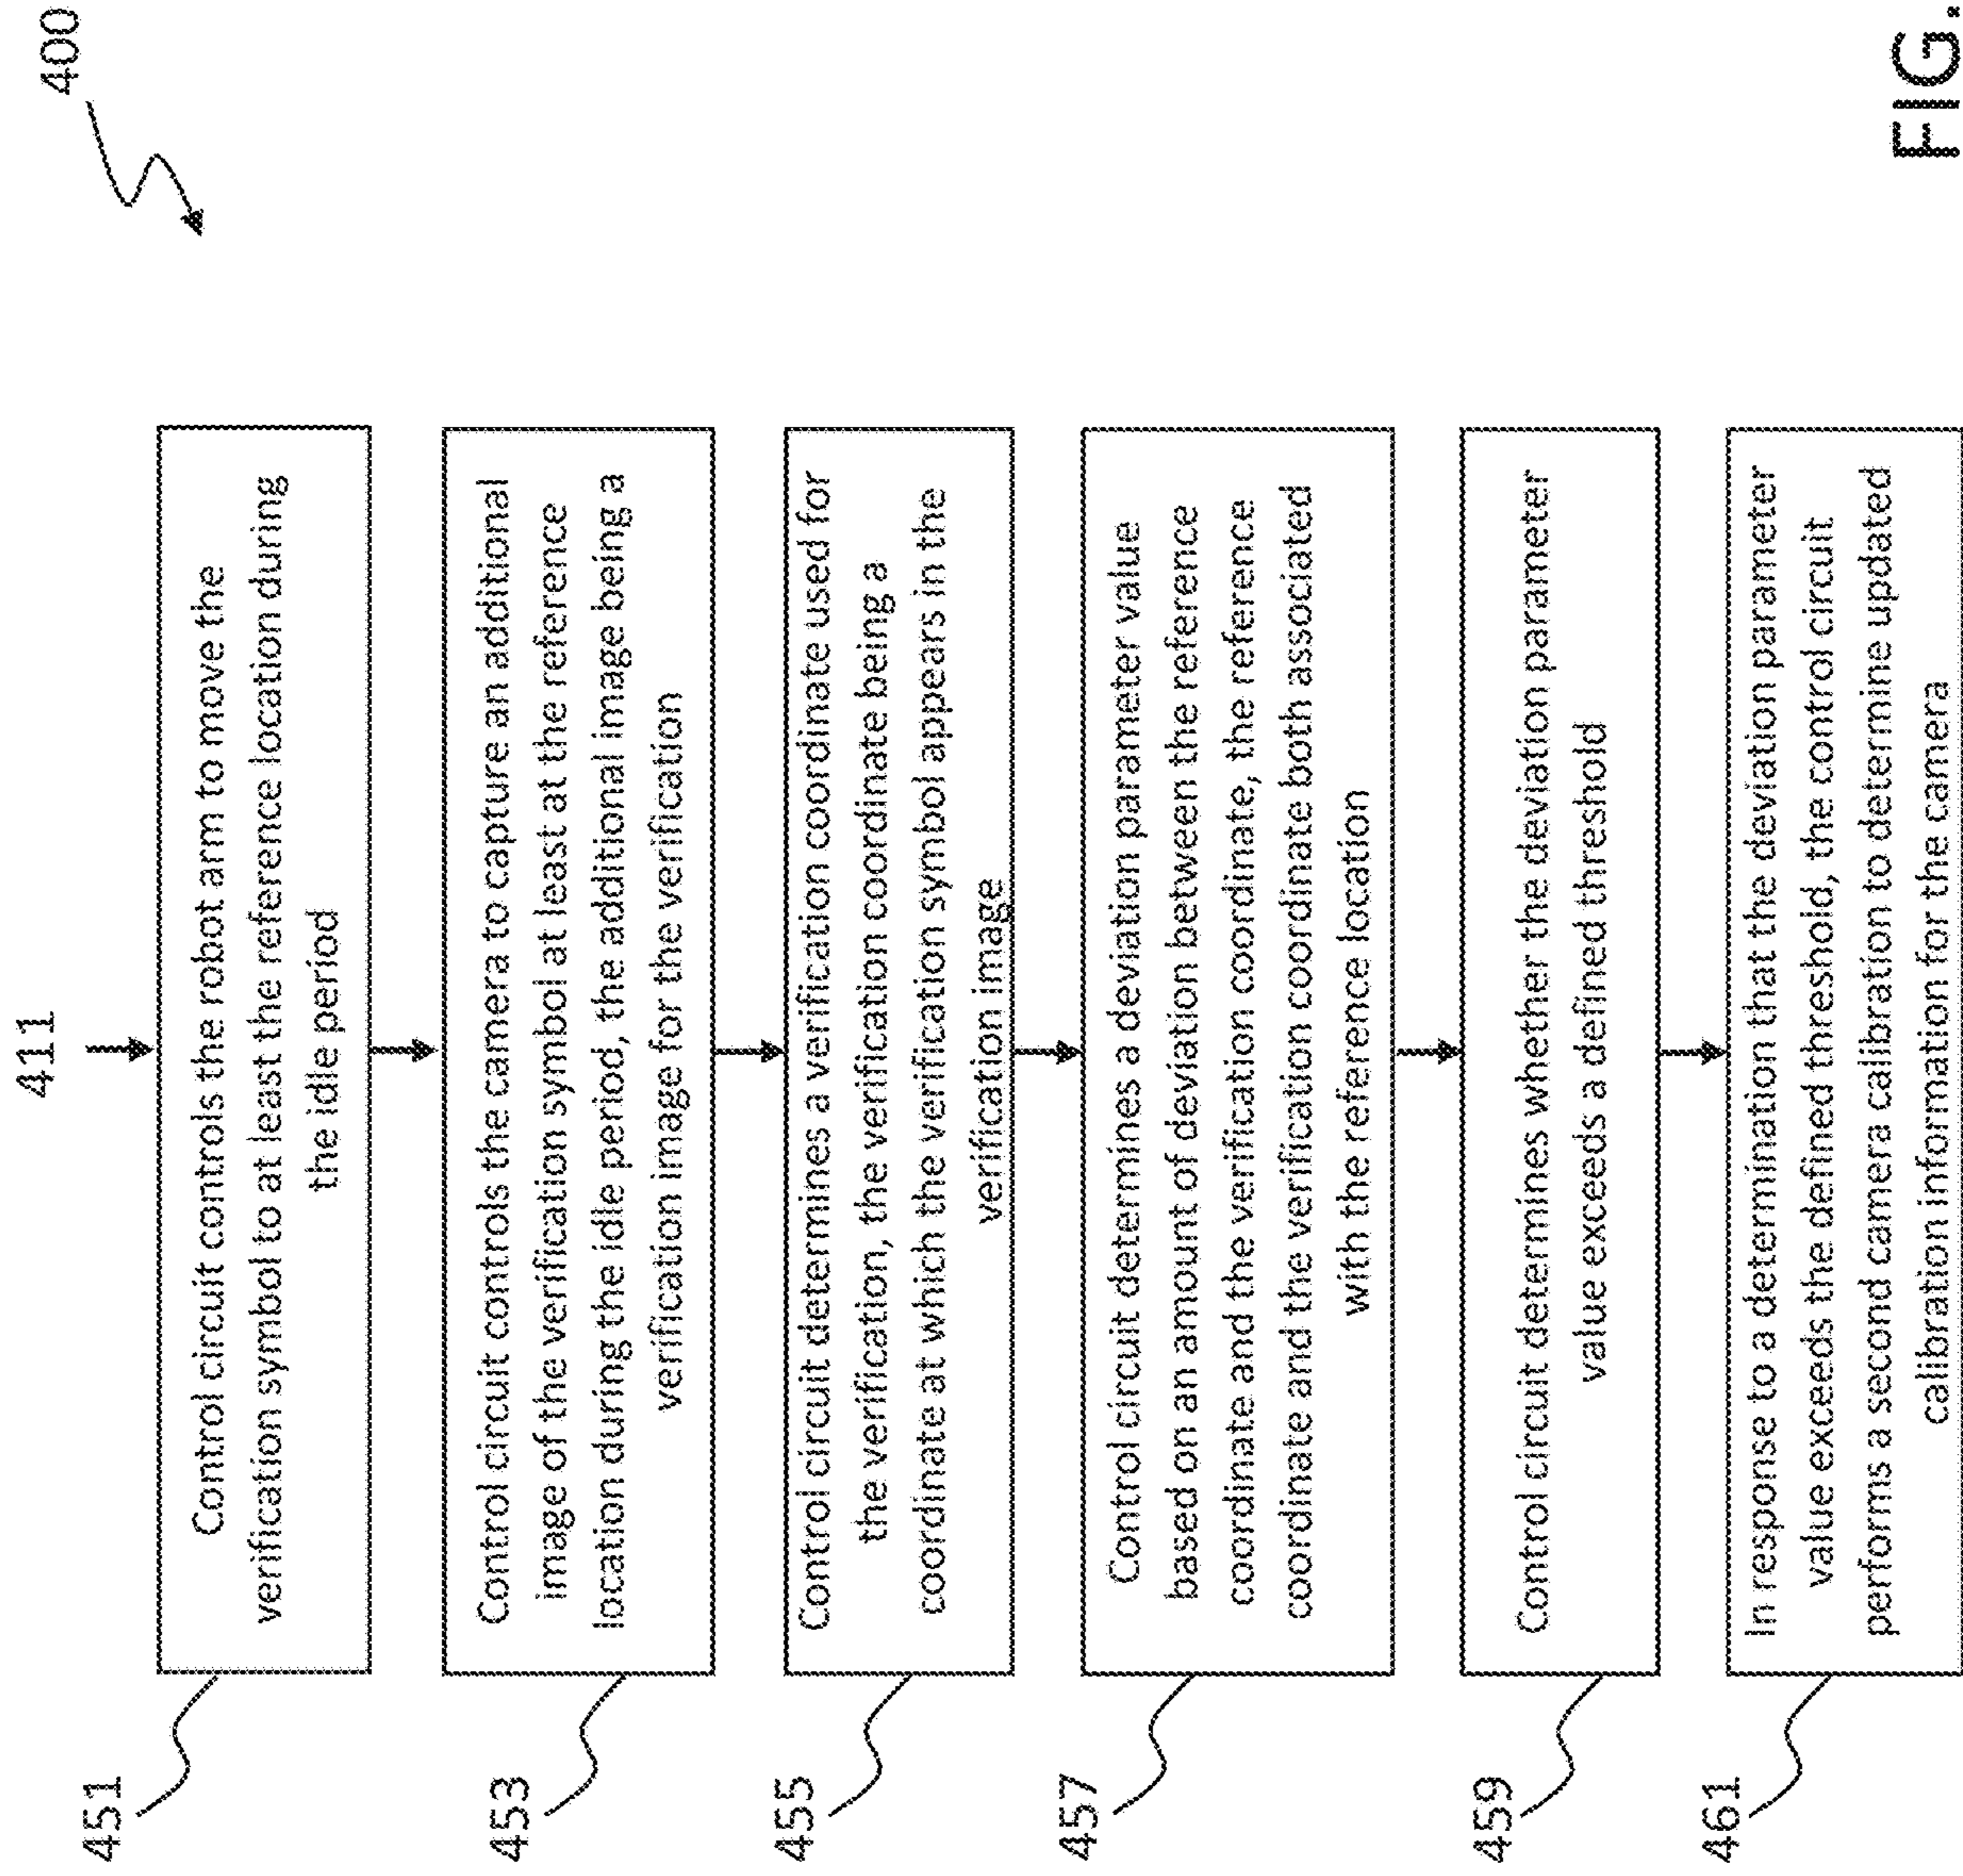 400
411
451
Control circuit controls the robot arm to move the
verification symbol to at least the reference location during
the idle period
453
Control circuit controls the camera to capture an additional
image of the verification symbol at least at the reference
location during the idle period, the additional image being a
verification image for the verification
455
Control circuit determines a verification coordinate used for
the verification, the verification coordinate being a
coordinate at which the verification symbol appears in the
verification image
457
Control circuit determines a deviation parameter value
based on an amount of deviation between the reference
coordinate and the verification coordinate, the reference
coordinate and the verification coordinate both associated
with the reference location
459
Control circuit determines whether the deviation parameter
value exceeds a defined threshold
461
In response to a determination that the deviation parameter
value exceeds the defined threshold, the control circuit
performs a second camera calibration to determine updated
calibration information for the camera
FIG.